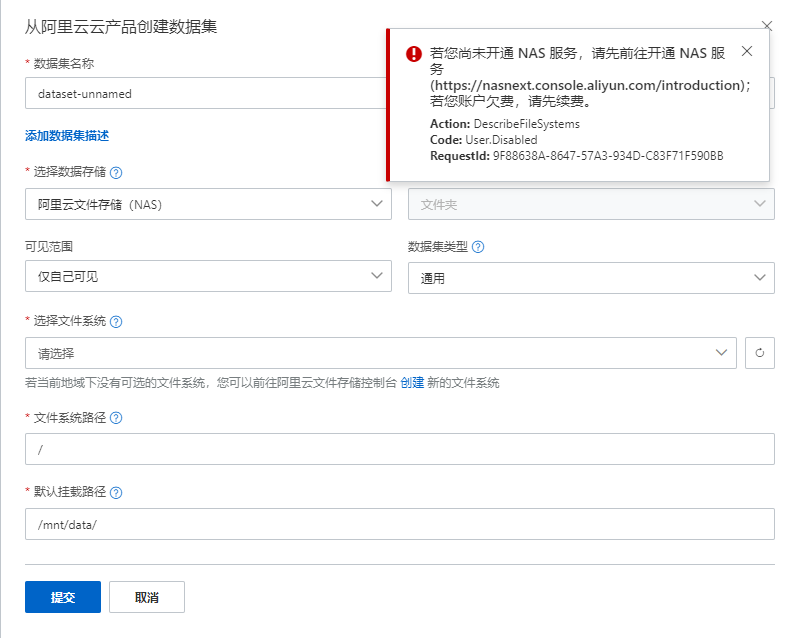 从阿里云云产品创建数据集
若您尚未开通 NAS 服务，请先前往开通 NAS 服
务
(https://nasnext.console.aliyun.com/introduction)；
若您账户欠费，请先续费。
Action: DescribeFileSystems
Code: User.Disabled
RequestId: 9F88638A-8647-57A3-934D-C83F71F590BB
* 数据集名称
dataset-unnamed
添加数据集描述
* 选择数据存储
阿里云文件存储（NAS）
文件夹
可见范围
数据集类型
仅自己可见
通用
* 选择文件系统
请选择
若当前地域下没有可选的文件系统，您可以前往阿里云文件存储控制台 创建 新的文件系统
* 文件系统路径
/
* 默认挂载路径
/mnt/data/
提交
取消